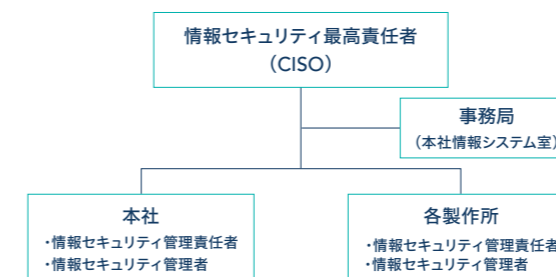 情報セキュリティ最高責任者
（CISO）
事務局
（本社情報システム室）
本社
・情報セキュリティ管理責任者
・情報セキュリティ管理者
各製作所
・情報セキュリティ管理責任者
・情報セキュリティ管理者